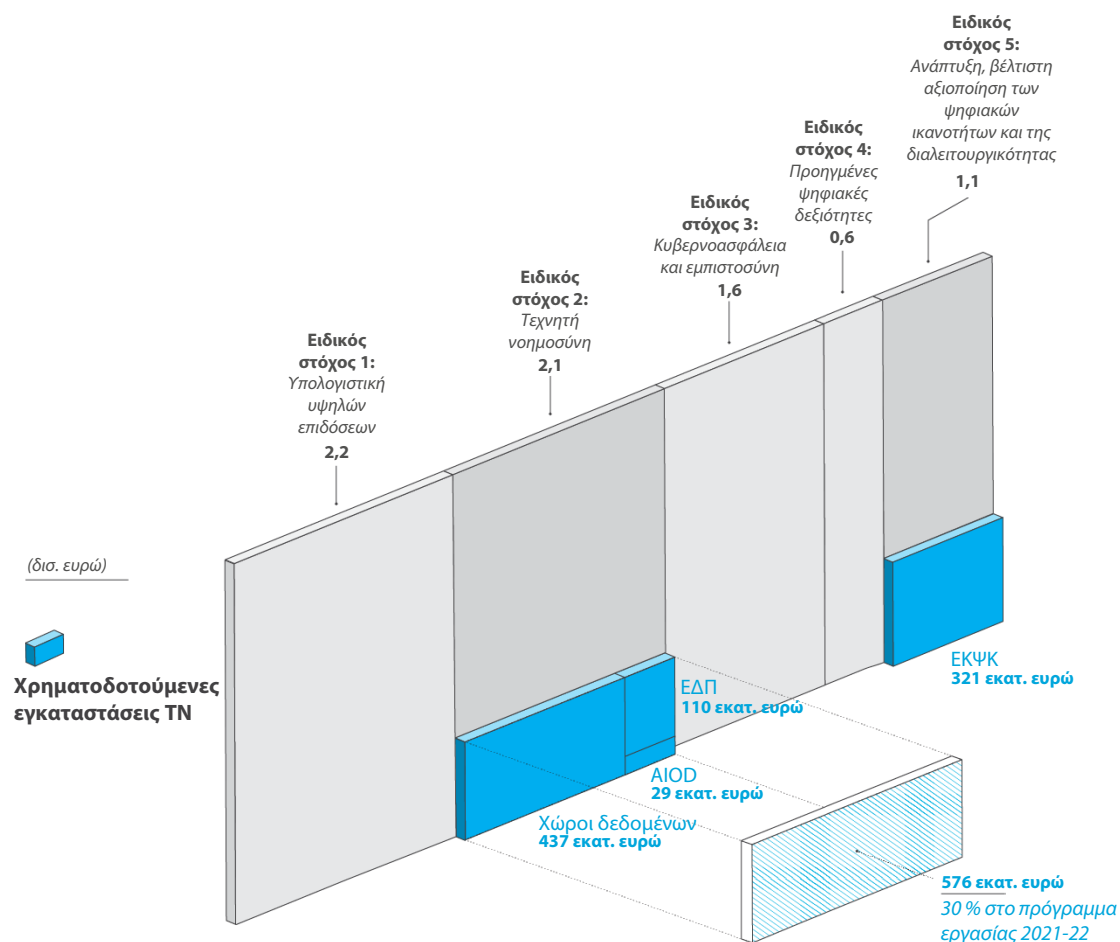 Ειδικός
στόχος 1:
Υπολογιστική
υψηλών
επιδόσεων
2,2
Ειδικός
στόχος 2:
Τεχνητή
νοημοσύνη
2,1
Ειδικός
στόχος 3:
Κυβερνοασφάλεια
και εμπιστοσύνη
1,6
Ειδικός
στόχος 4:
Προηγμένες
ψηφιακές
δεξιότητες
0,6
Ειδικός
στόχος 5:
Ανάπτυξη, βέλτιστη
αξιοποίηση των
ψηφιακών
ικανοτήτων και της
διαλειτουργικότητας
1,1
(δισ. ευρώ)
Χρηματοδοτούμενες
εγκαταστάσεις ΤΝ
ΕΔΠ
110 εκατ. ευρώ
AIOD
29 εκατ. ευρώ
Χώροι δεδομένων
437 εκατ. ευρώ
ΕΚΨΚ
321 εκατ. ευρώ
576 εκατ. ευρώ
30 % στο πρόγραμμα
εργασίας 2021-22